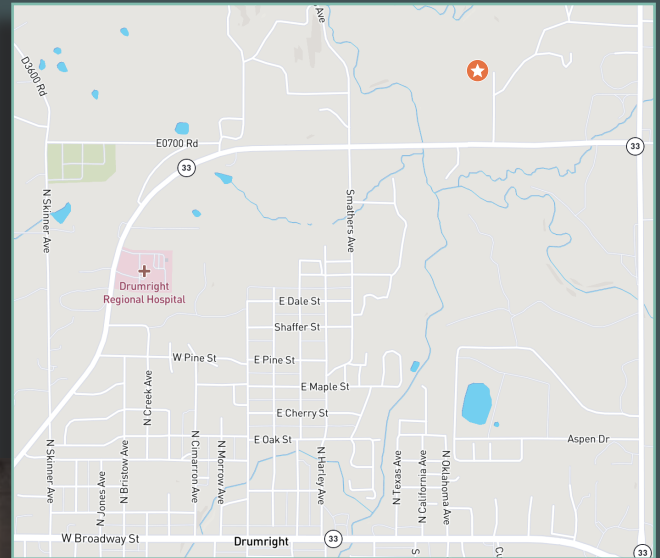 Ave
D3600 Rd
E0700 Rd
33
33
N Skinner Ave
Smathers Ave
Drumright
Regional Hospital
E Dale St
Shaffer St
W Pine St
E Pine St
N Creek Ave
E Maple St
E Cherry St
E Oak St
Aspen Dr
N Skinner Ave
N Jones Ave
N Bristow Ave
N Cimarron Ave
N Morrow Ave
N Harley Ave
N Texas Ave
N California Ave
N Oklahoma Ave
W Broadway St
Drumright
33
S
33